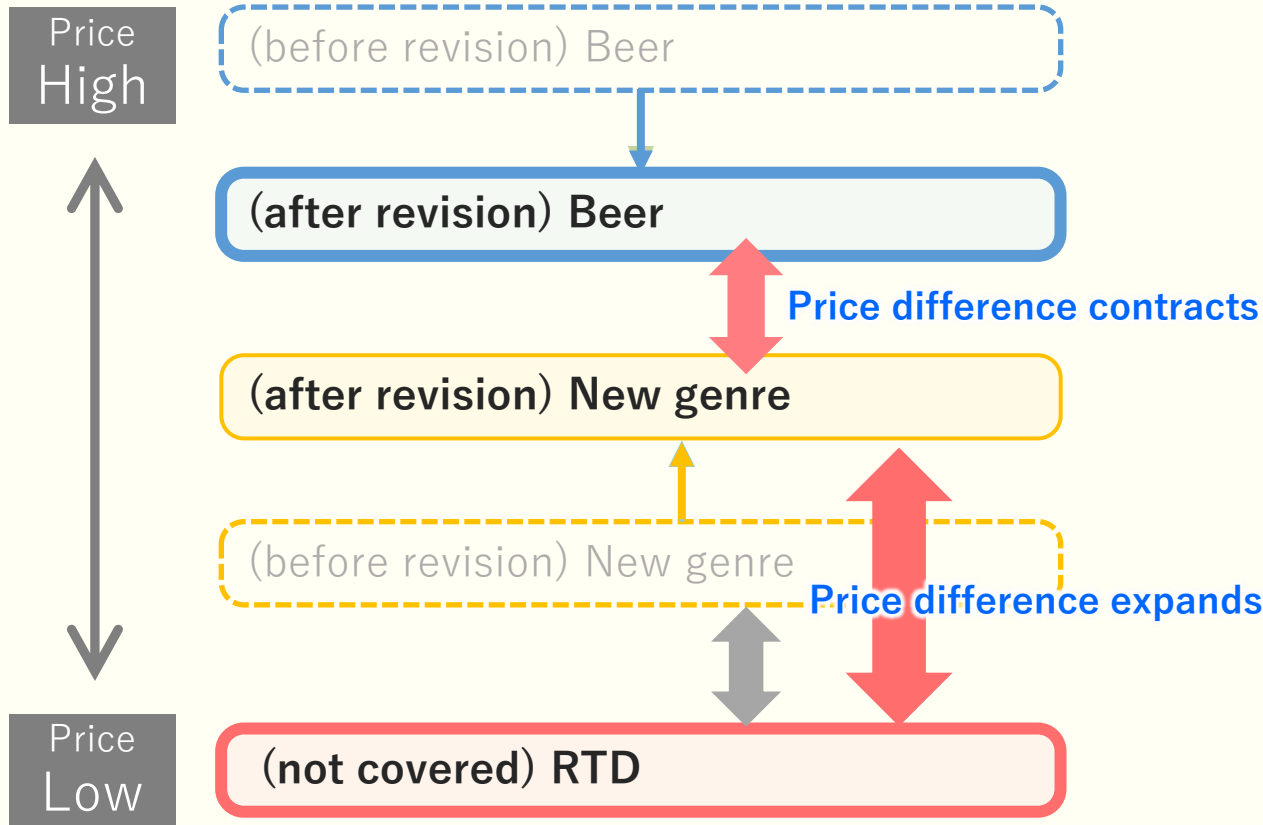 Price
High
(before revision) Beer
(after revision) Beer
Price difference contracts
(after revision) New genre
(before revision) New genre
Price difference expands
Price
Low
(not covered) RTD